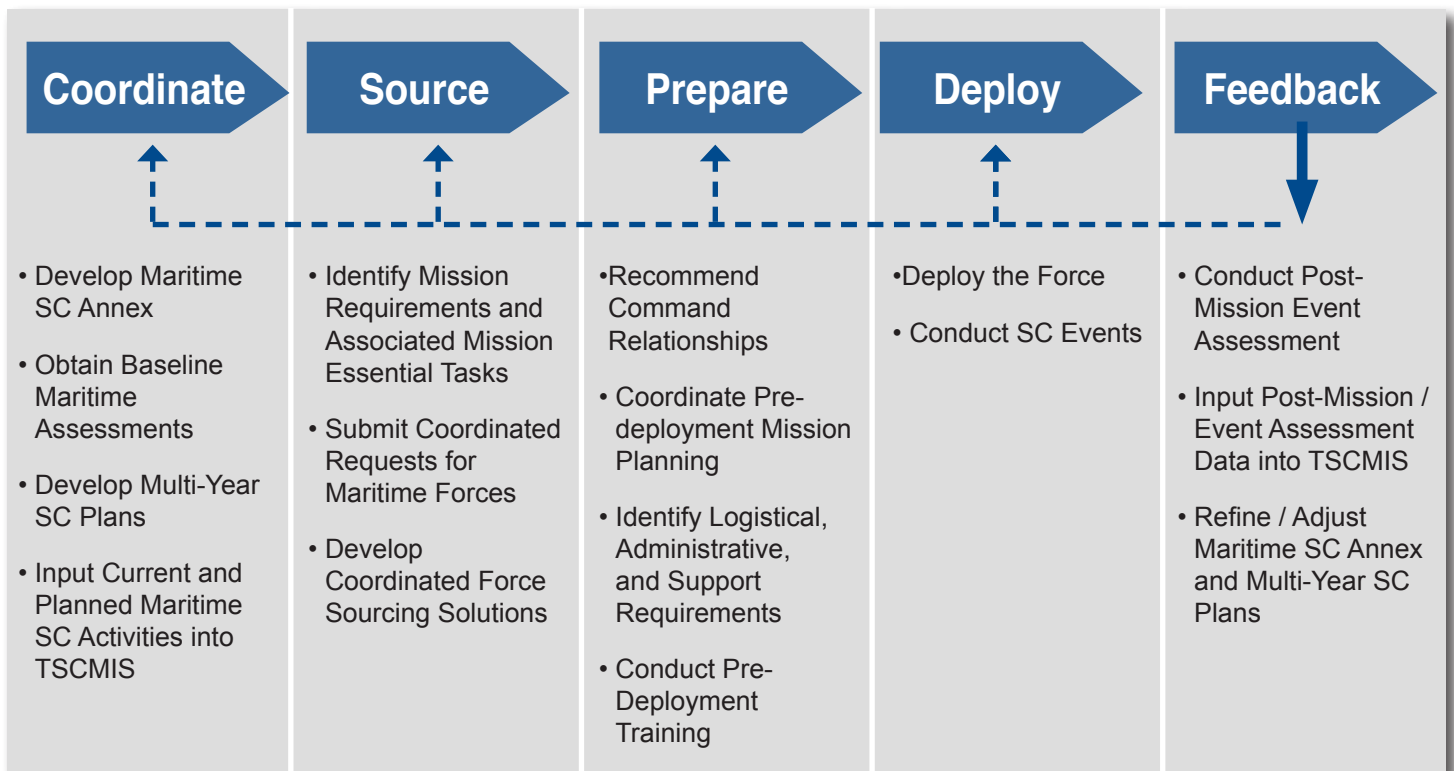 Coordinate
Source
Prepare
Deploy
Feedback
• Develop Maritime
SC Annex
• Obtain Baseline
Maritime
Assessments
• Develop Multi-Year
SC Plans
• Input Current and
Planned Maritime
SC Activities into
TSCMIS
• Identify Mission
Requirements and
Associated Mission
Essential Tasks
• Submit Coordinated
Requests for
Maritime Forces
• Develop
Coordinated Force
Sourcing Solutions
•Recommend
Command
Relationships
• Coordinate Pre-
deployment Mission
Planning
• Identify Logistical,
Administrative,
and Support
Requirements
• Conduct Pre-
Deployment
Training
•Deploy the Force
• Conduct SC Events
• Conduct Post-
Mission Event
Assessment
• Input Post-Mission /
Event Assessment
Data into TSCMIS
• Refine / Adjust
Maritime SC Annex
and Multi-Year SC
Plans